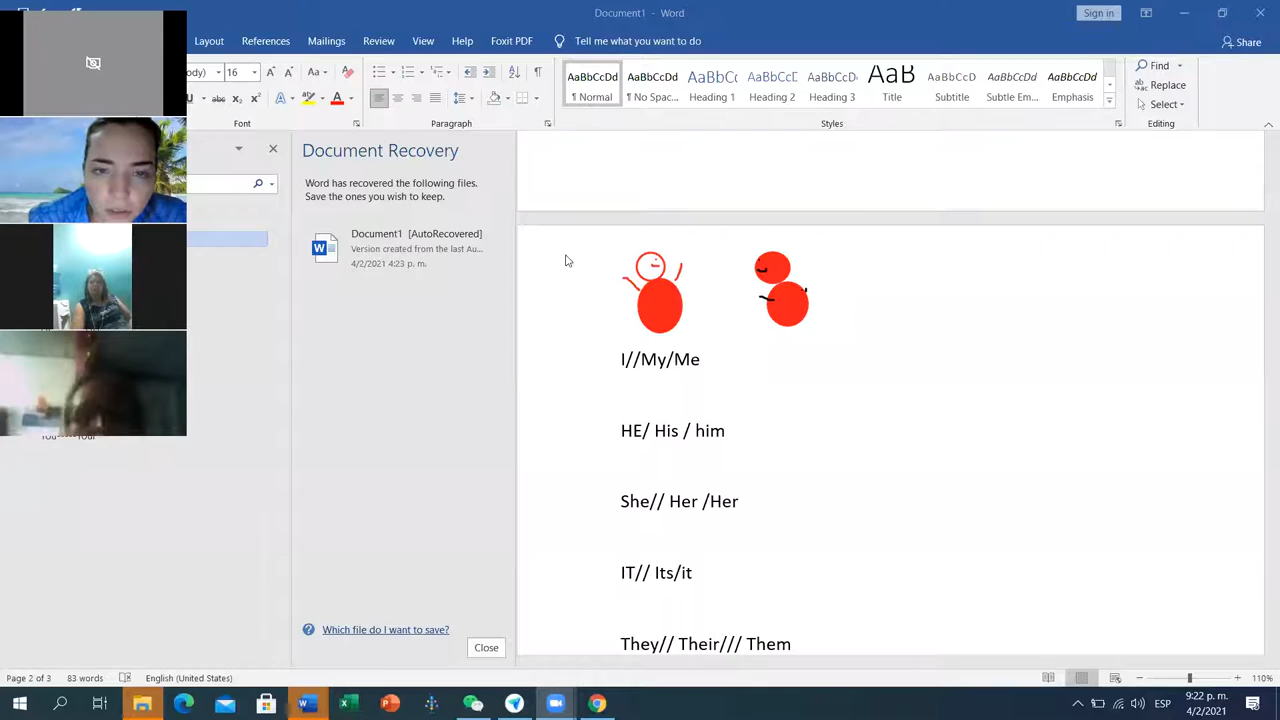 Document1 - Word
Sign in
Layout References Mailings Review View Help Foxit PDF Tell me what you want to do
Share
16
Aa
AaBbCcDd AaBbCcDd AaBbC AaBbCcD AaBbCcD AaB AaBbCcD AaBbCcDd AaBbCcDd
¶ Normal ¶ No Spac... Heading 1 Heading 2 Heading 3 Subtitle Subtle Em... Emphasis
Find
Replace
Select
Font Paragraph Styles Editing
Document Recovery
Word has recovered the following files.
Save the ones you wish to keep.
Document1 [AutoRecovered]
Version created from the last Au...
4/2/2021 4:23 p. m.
Which file do I want to save?
Close
I//My/Me
HE/ His / him
She// Her /Her
IT// Its/it
They// Their/// Them
Page 2 of 3 83 words English (United States)
110%
ESP
9:22 p. m.
4/2/2021